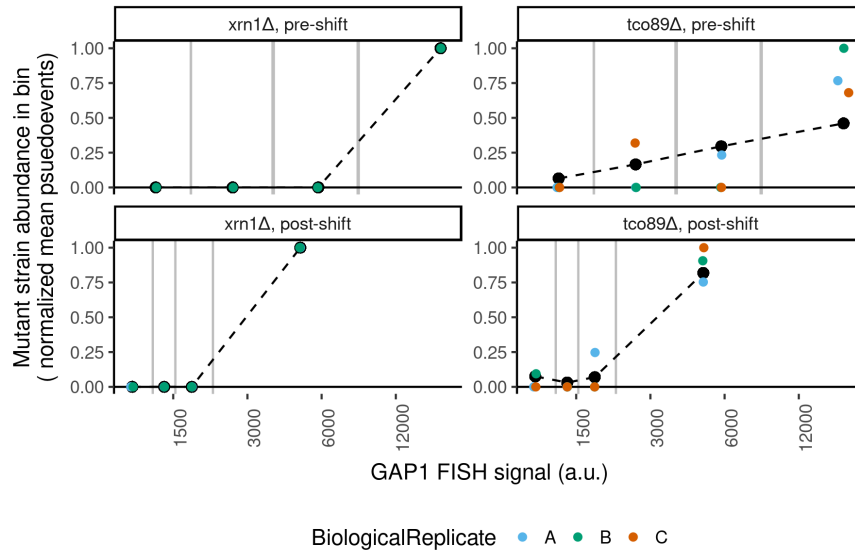 xrn1Δ, pre-shift
tco89Δ, pre-shift
1.00
0.75
0.50
0.25
0.00
xrn1Δ, post-shift
tco89Δ, post-shift
1.00
0.75
0.50
0.25
0.00
Mutant strain abundance in bin
( normalized mean psuedoevents)
1500
3000
6000
12000
1500
3000
6000
12000
GAP1 FISH signal (a.u.)
BiologicalReplicate
A
B
C
1.00
0.75
0.50
0.25
0.00
1.00
0.75
0.50
0.25
0.00